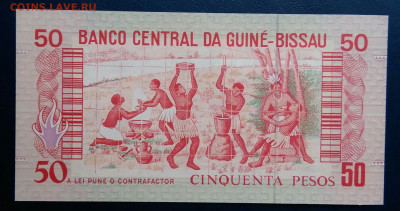 COINS.LAVE.RU
50 BANCO CENTRAL DA GUINÉ-BISSAU 50
50 A LEI PUNE O CONTRAFACTOR CINQUENTA PESOS 50